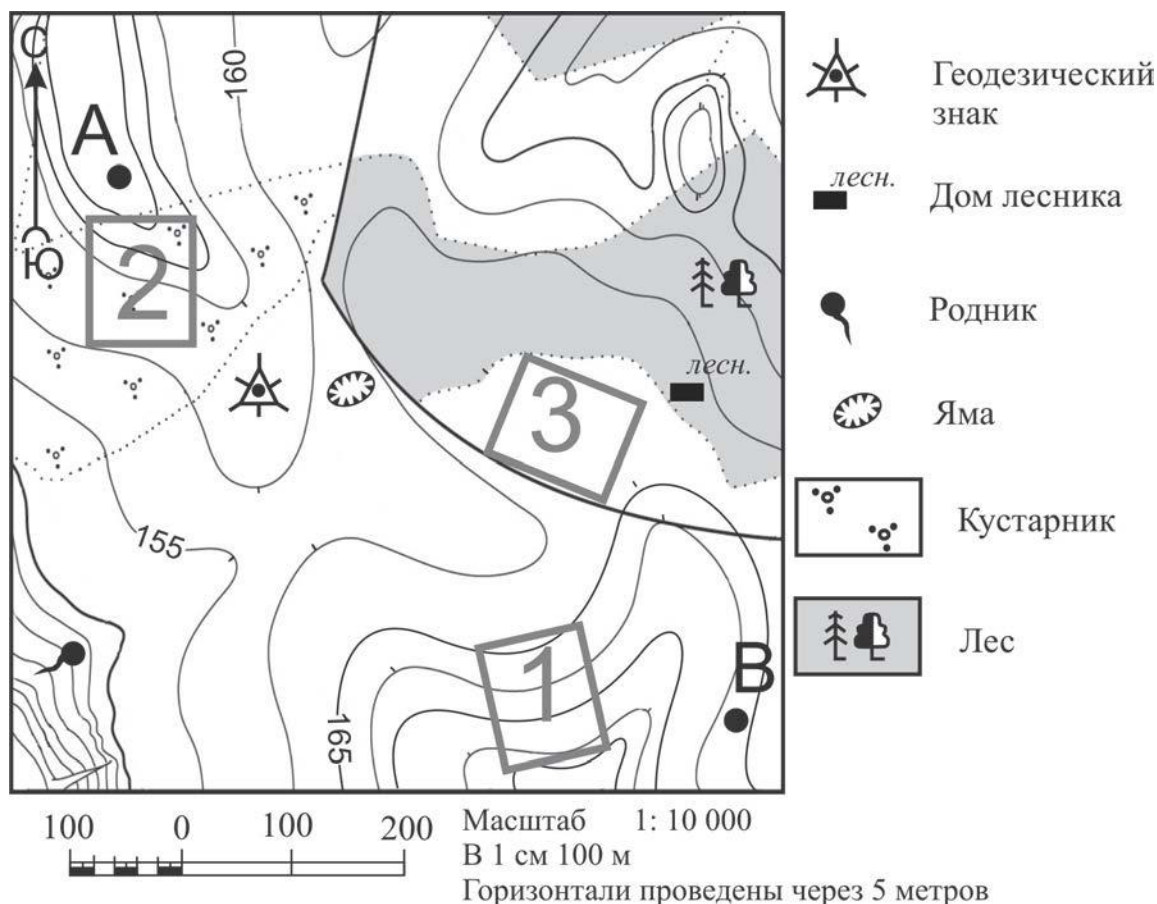 С
Ю
А
160
2
155
лесн.
3
1
В
165
Геодезический
знак
лесн.
Дом лесника
Родник
Яма
Кустарник
Лес
100 0 100 200
Масштаб 1: 10 000
В 1 см 100 м
Горизонтали проведены через 5 метров